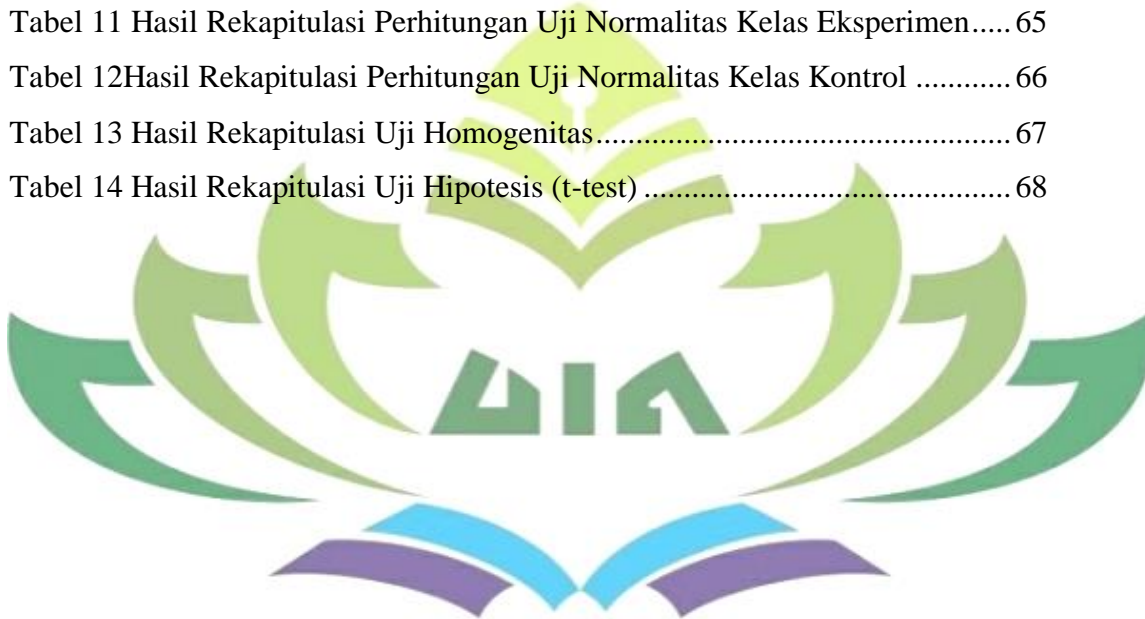 Tabel 11 Hasil Rekapitulasi Perhitungan Uji Normalitas Kelas Eksperimen..... 65
Tabel 12Hasil Rekapitulasi Perhitungan Uji Normalitas Kelas Kontrol ............ 66
Tabel 13 Hasil Rekapitulasi Uji Homogenitas.................................................... 67
Tabel 14 Hasil Rekapitulasi Uji Hipotesis (t-test) .......................................... 68
UIN